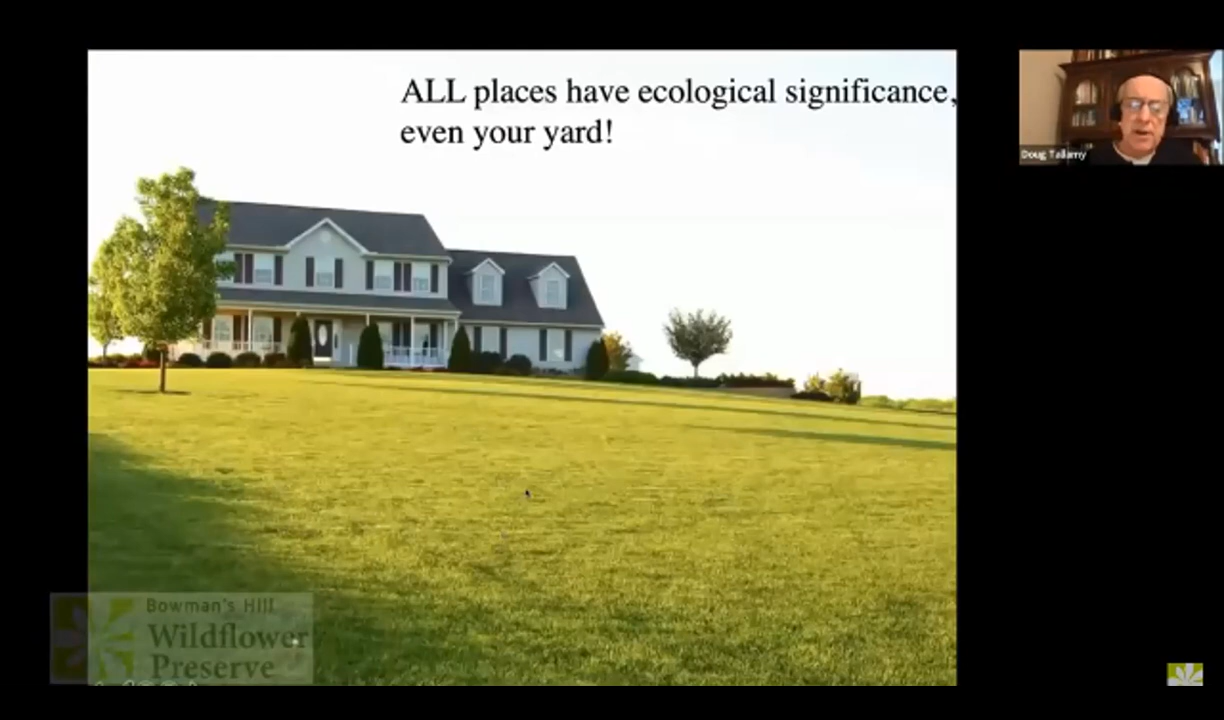 ALL places have ecological significance,
even your yard!
Doug Tallamy
Bowman's Hill
Wildflower
Preserve